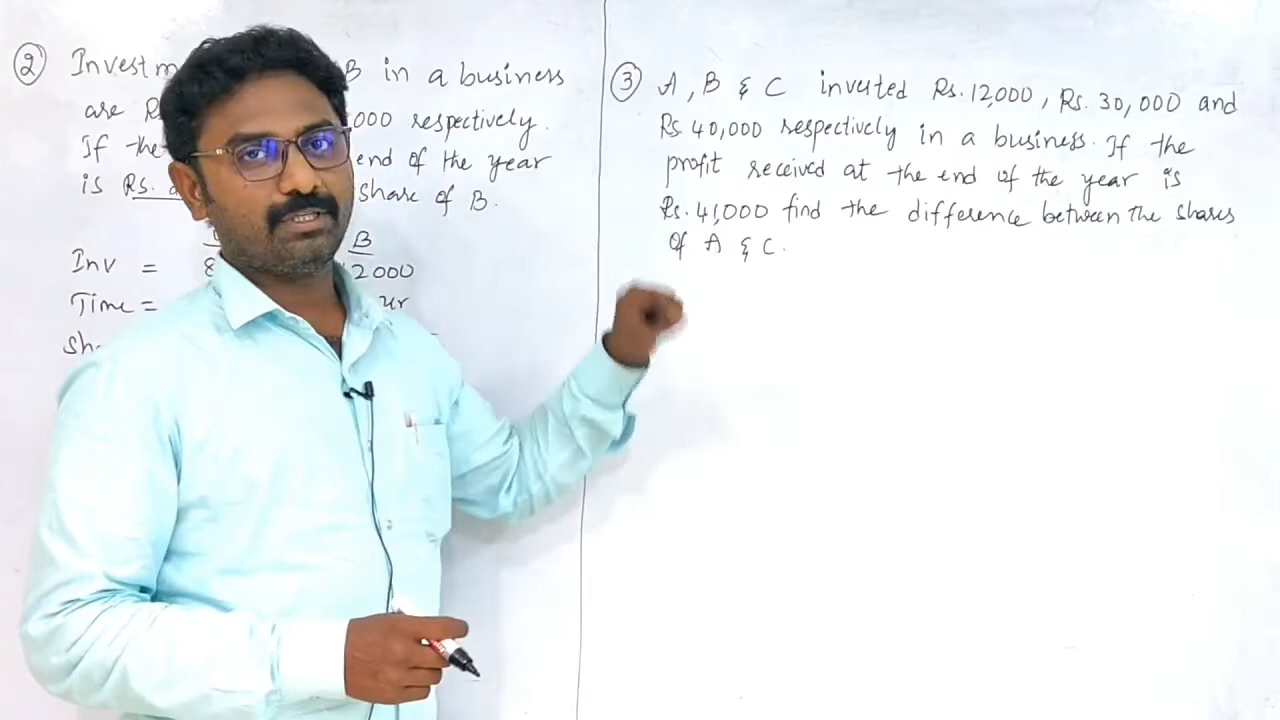 ② Investm B in a business
are R 000 respectively.
If the end of the year
is Rs. share of B.
B
Inv = 8 2000
Time =
sh
③ A, B & C invested Rs. 12,000, Rs. 30,000 and
Rs. 40,000 respectively in a business. If the
profit received at the end of the year is
Rs. 41,000 find the difference between the shares
of A & C.